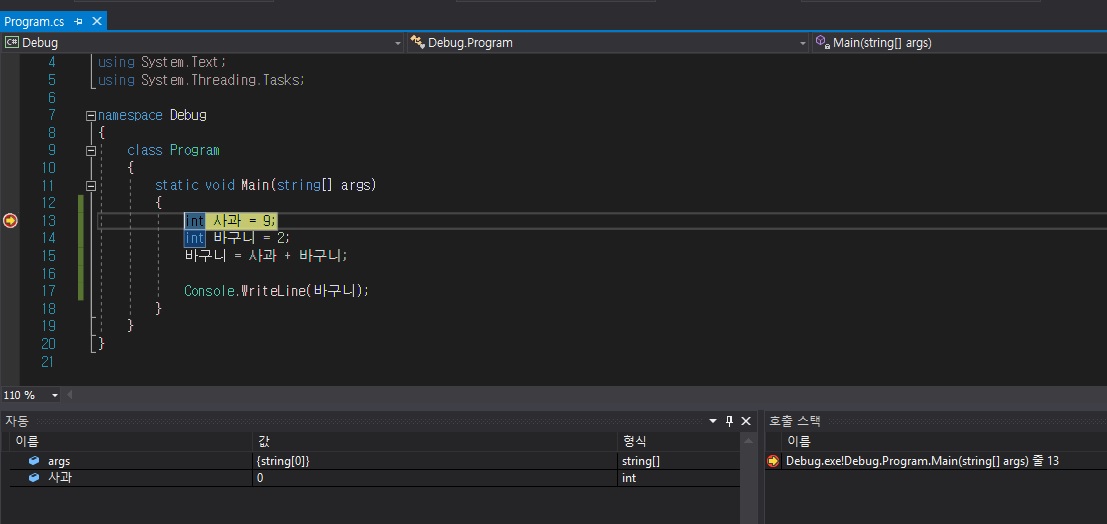 Program.cs
Debug
Debug.Program
Main(string[] args)
4 using System.Text;
5 using System.Threading.Tasks;
6
7 namespace Debug
8 {
9 class Program
10 {
11 static void Main(string[] args)
12 {
13 int 사과 = 9;
14 int 바구니 = 2;
15 바구니 = 사과 + 바구니;
16
17 Console.WriteLine(바구니);
18 }
19 }
20 }
21
110 %
자동
이름 값 형식
args {string[0]} string[]
사과 0 int
호출 스택
이름
Debug.exe!Debug.Program.Main(string[] args) 줄 13